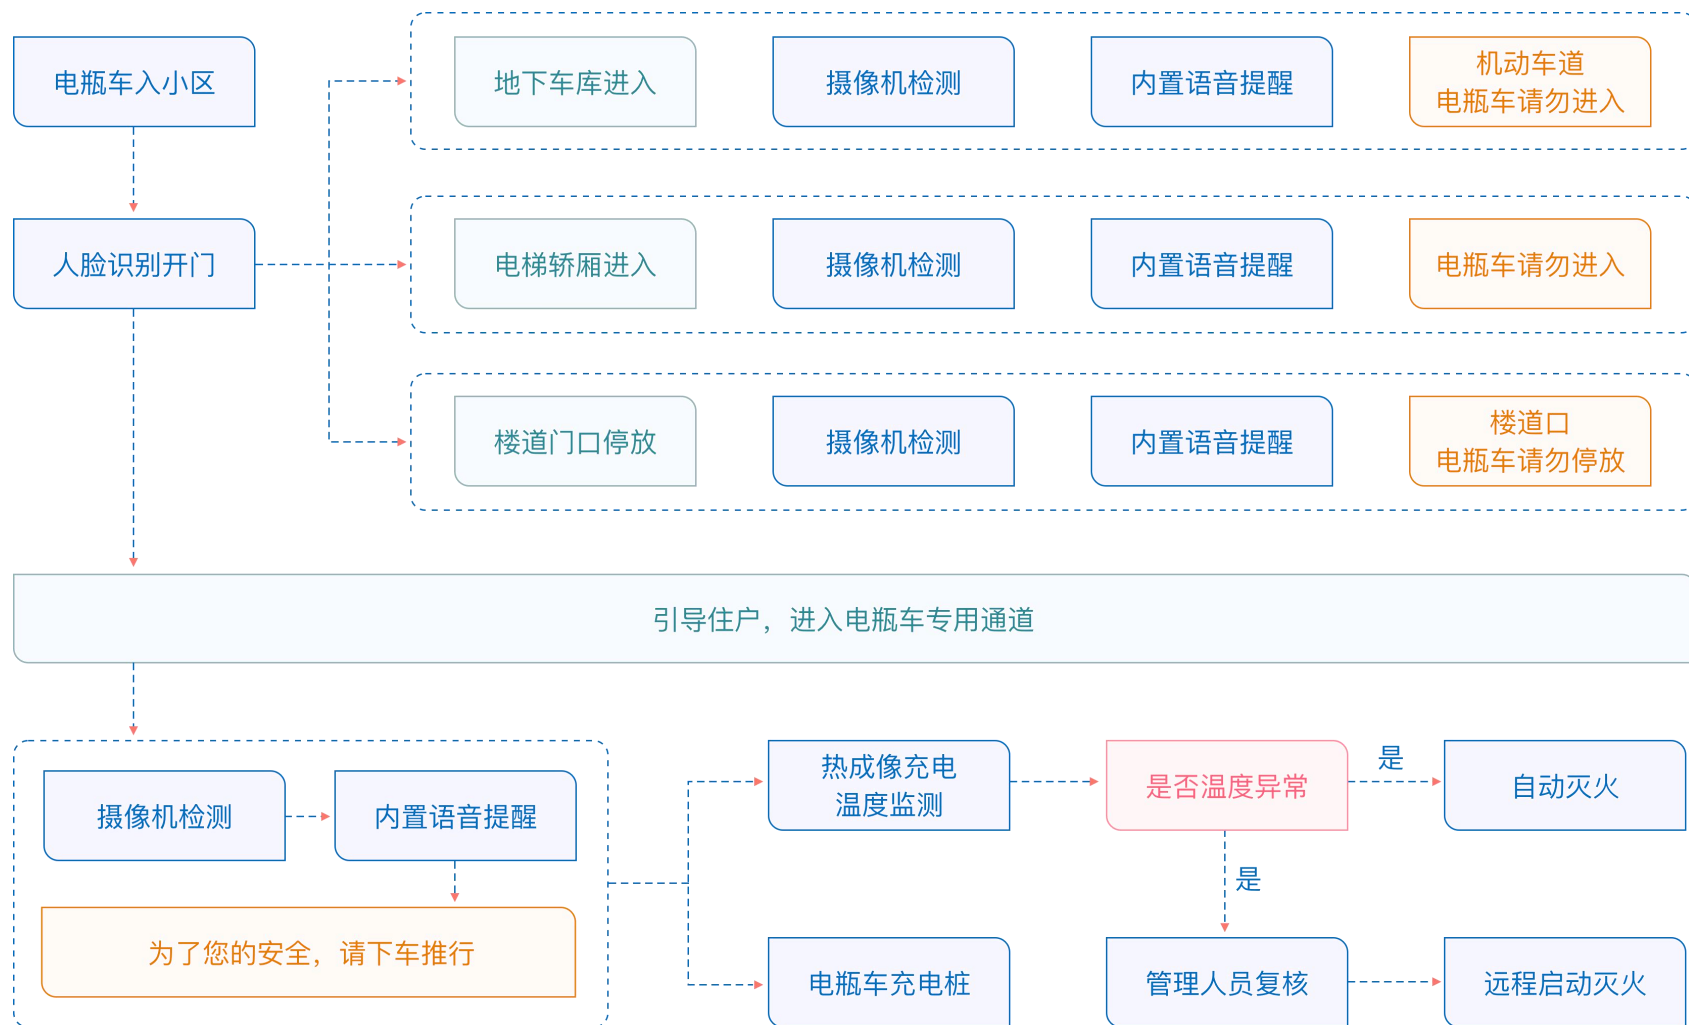 电瓶车入小区
地下车库进入
摄像机检测
内置语音提醒
机动车道
电瓶车请勿进入
人脸识别开门
电梯轿厢进入
摄像机检测
内置语音提醒
电瓶车请勿进入
楼道门口停放
摄像机检测
内置语音提醒
楼道口
电瓶车请勿停放
引导住户，进入电瓶车专用通道
摄像机检测
内置语音提醒
为了您的安全，请下车推行
热成像充电
温度监测
是否温度异常
是
自动灭火
是
电瓶车充电桩
管理人员复核
远程启动灭火